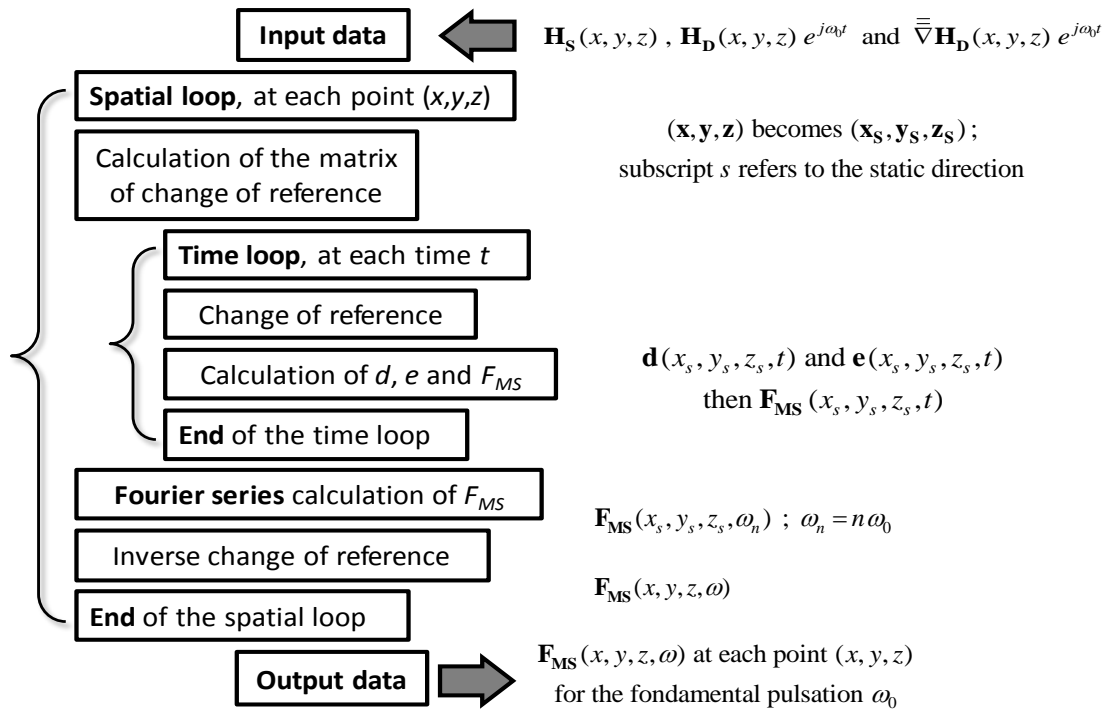 Input data
H_S(x, y, z) , H_D(x, y, z) e^{jω₀t} and ∇̿H_D(x, y, z) e^{jω₀t}
Spatial loop, at each point (x,y,z)
(x, y, z) becomes (x_S, y_S, z_S) ;
subscript s refers to the static direction
Calculation of the matrix
of change of reference
Time loop, at each time t
Change of reference
Calculation of d, e and F_MS
d(x_s, y_s, z_s, t) and e(x_s, y_s, z_s, t)
then F_MS (x_s, y_s, z_s, t)
End of the time loop
Fourier series calculation of F_MS
F_MS(x_s, y_s, z_s, ω_n) ; ω_n = nω₀
Inverse change of reference
F_MS(x, y, z, ω)
End of the spatial loop
Output data
F_MS(x, y, z, ω) at each point (x, y, z)
for the fondamental pulsation ω₀